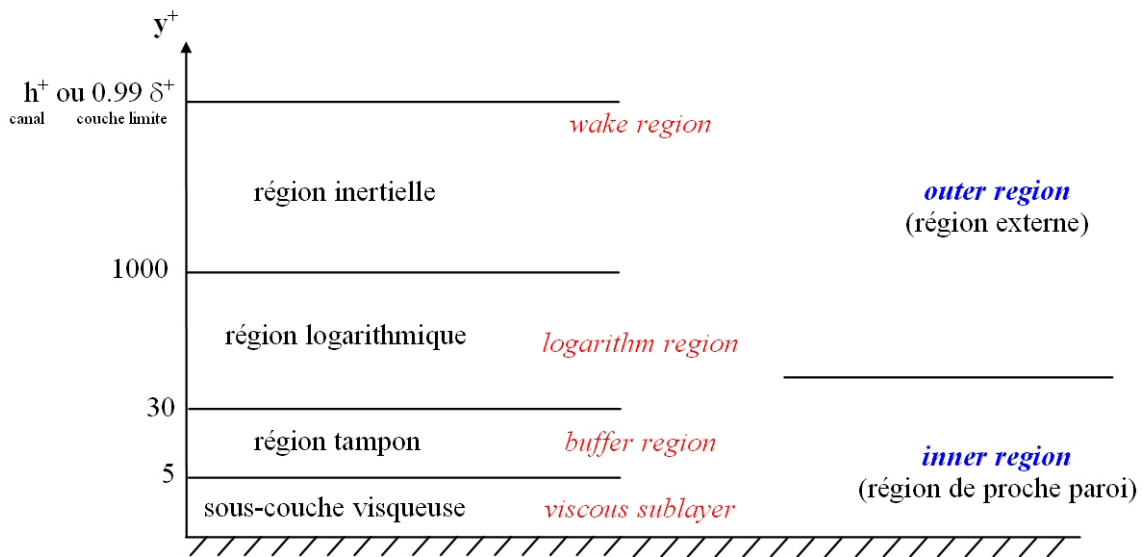 y⁺
h⁺ ou 0.99 δ⁺
canal couche limite
wake region
région inertielle
outer region
(région externe)
1000
région logarithmique
logarithm region
30
région tampon
buffer region
inner region
(région de proche paroi)
5
sous-couche visqueuse
viscous sublayer